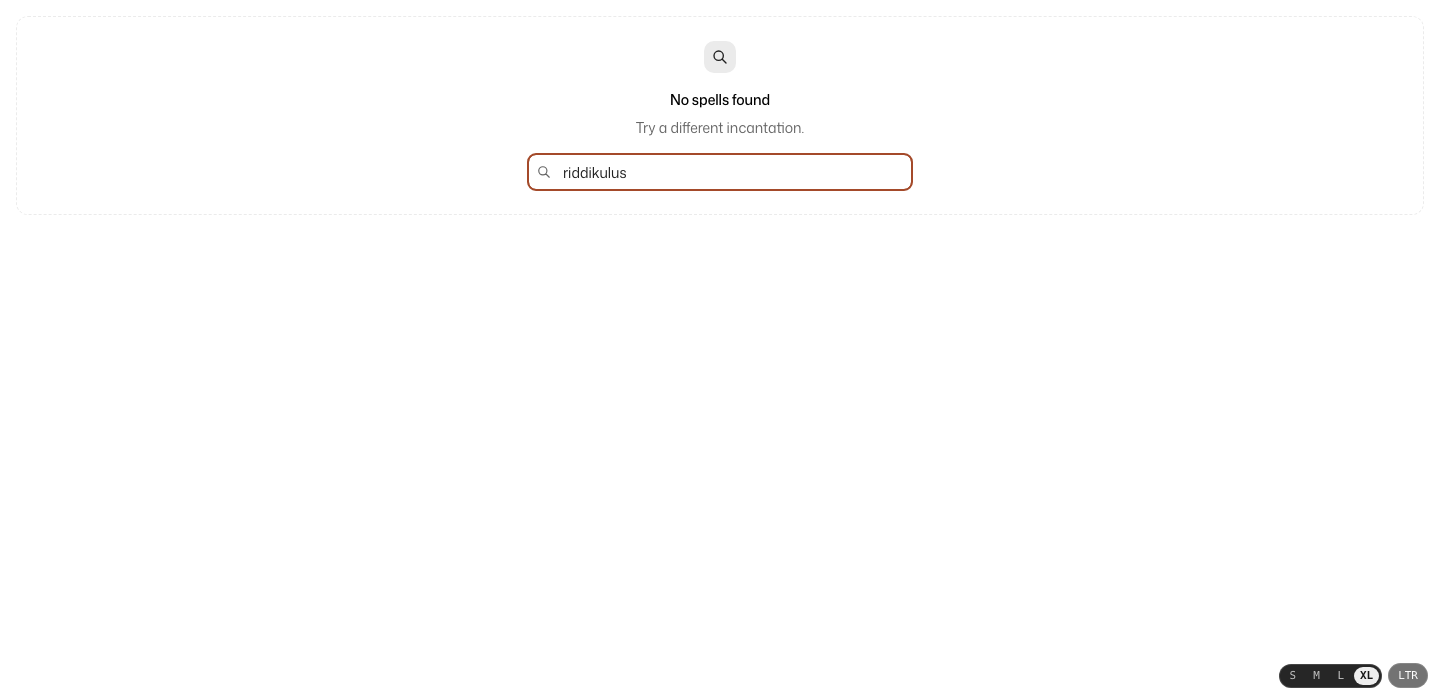 No spells found
Try a different incantation.
riddikulus
S M L XL LTR